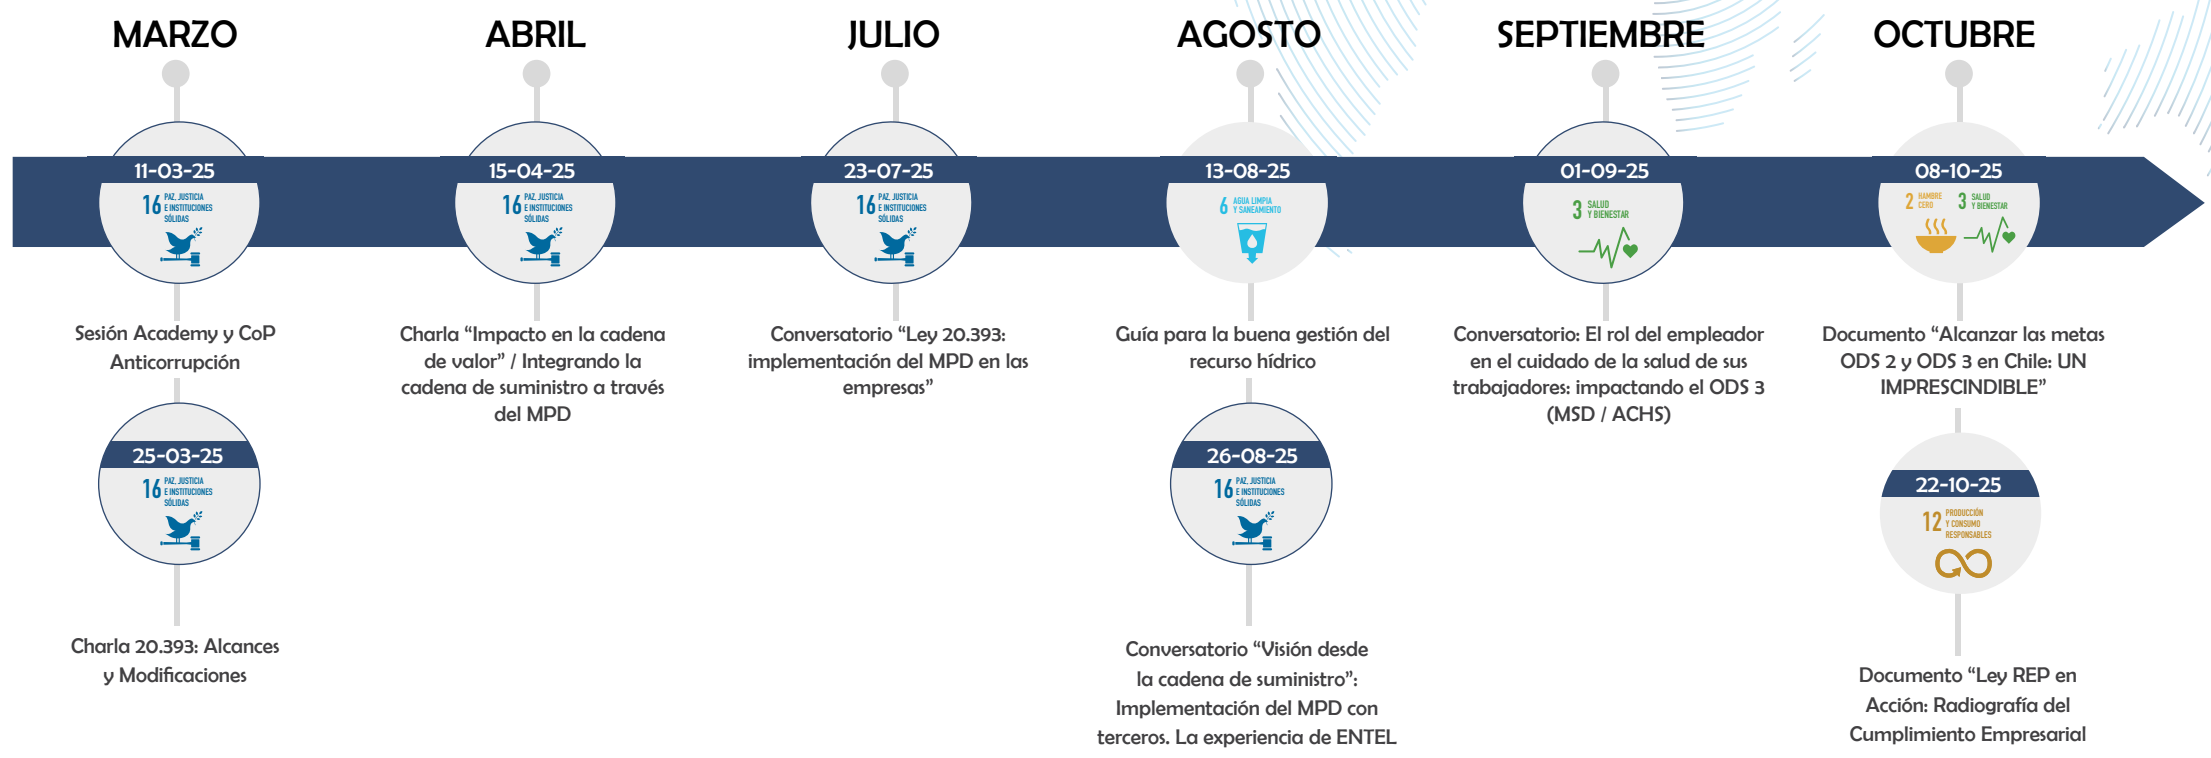 MARZO
11-03-25
16 PAZ, JUSTICIA
E INSTITUCIONES
SÓLIDAS
Sesión Academy y CoP
Anticorrupción
25-03-25
16 PAZ, JUSTICIA
E INSTITUCIONES
SÓLIDAS
Charla 20.393: Alcances
y Modificaciones
ABRIL
15-04-25
16 PAZ, JUSTICIA
E INSTITUCIONES
SÓLIDAS
Charla “Impacto en la cadena
de valor” / Integrando la
cadena de suministro a través
del MPD
JULIO
23-07-25
16 PAZ, JUSTICIA
E INSTITUCIONES
SÓLIDAS
Conversatorio “Ley 20.393:
implementación del MPD en las
empresas”
AGOSTO
13-08-25
6 AGUA LIMPIA
Y SANEAMIENTO
Guía para la buena gestión del
recurso hídrico
26-08-25
16 PAZ, JUSTICIA
E INSTITUCIONES
SÓLIDAS
Conversatorio “Visión desde
la cadena de suministro”:
Implementación del MPD con
terceros. La experiencia de ENTEL
SEPTIEMBRE
01-09-25
3 SALUD
Y BIENESTAR
Conversatorio: El rol del empleador
en el cuidado de la salud de sus
trabajadores: impactando el ODS 3
(MSD / ACHS)
OCTUBRE
08-10-25
2 HAMBRE
CERO
3 SALUD
Y BIENESTAR
Documento “Alcanzar las metas
ODS 2 y ODS 3 en Chile: UN
IMPRESCINDIBLE”
22-10-25
12 PRODUCCIÓN
Y CONSUMO
RESPONSABLES
Documento “Ley REP en
Acción: Radiografía del
Cumplimiento Empresarial